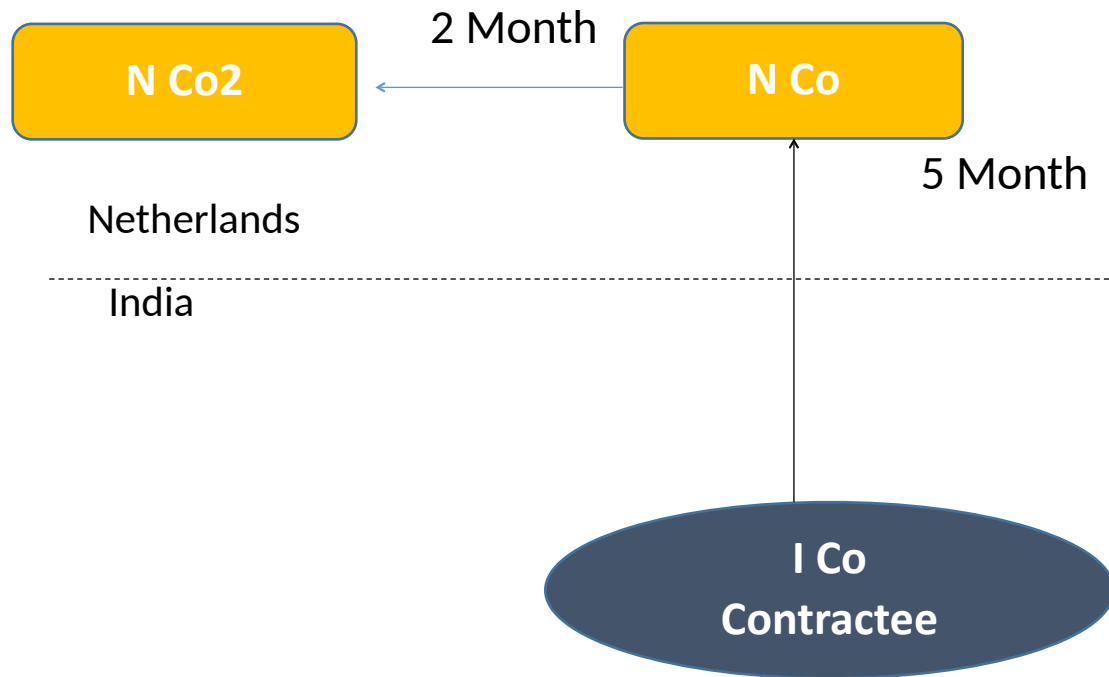 2 Month
N Co2
N Co
5 Month
Netherlands
India
I Co
Contractee